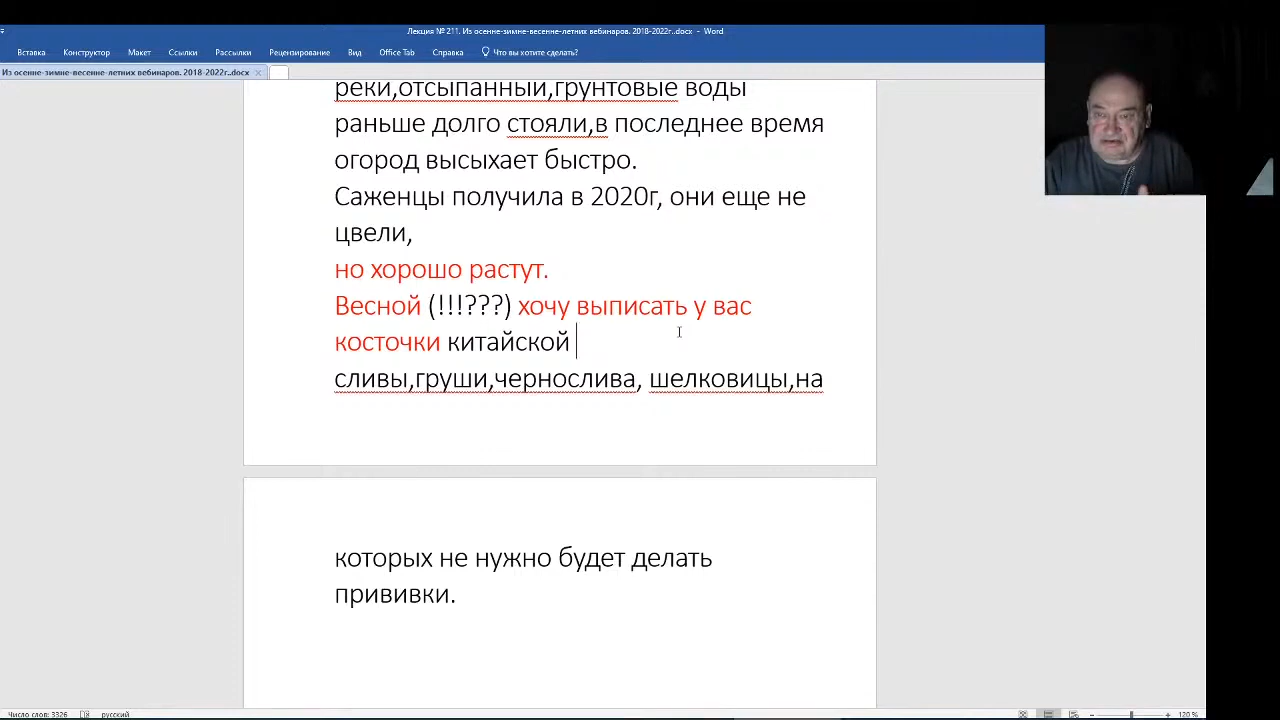 Лекция № 211. Из осенне-зимне-весенне-летних вебинаров. 2018-2022г..docx - Word
Вставка Конструктор Макет Ссылки Рассылки Рецензирование Вид Office Tab Справка Что вы хотите сделать?
Из осенне-зимне-весенне-летних вебинаров. 2018-2022г..docx
реки,отсыпанный,грунтовые воды
раньше долго стояли,в последнее время
огород высыхает быстро.
Саженцы получила в 2020г, они еще не
цвели,
но хорошо растут.
Весной (!!!???) хочу выписать у вас
косточки китайской
сливы,груши,чернослива, шелковицы,на
которых не нужно будет делать
прививки.
Число слов: 3326 русский 120 %